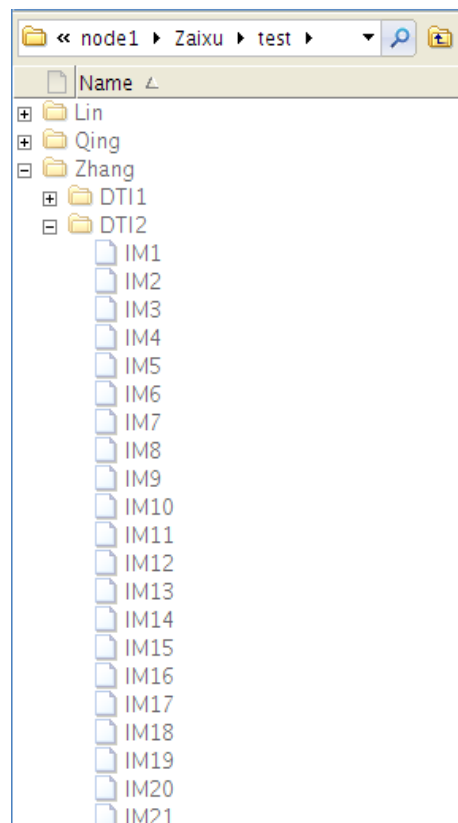 « node1 Zaixu test
Name
Lin
Qing
Zhang
DTI1
DTI2
IM1
IM2
IM3
IM4
IM5
IM6
IM7
IM8
IM9
IM10
IM11
IM12
IM13
IM14
IM15
IM16
IM17
IM18
IM19
IM20
IM21